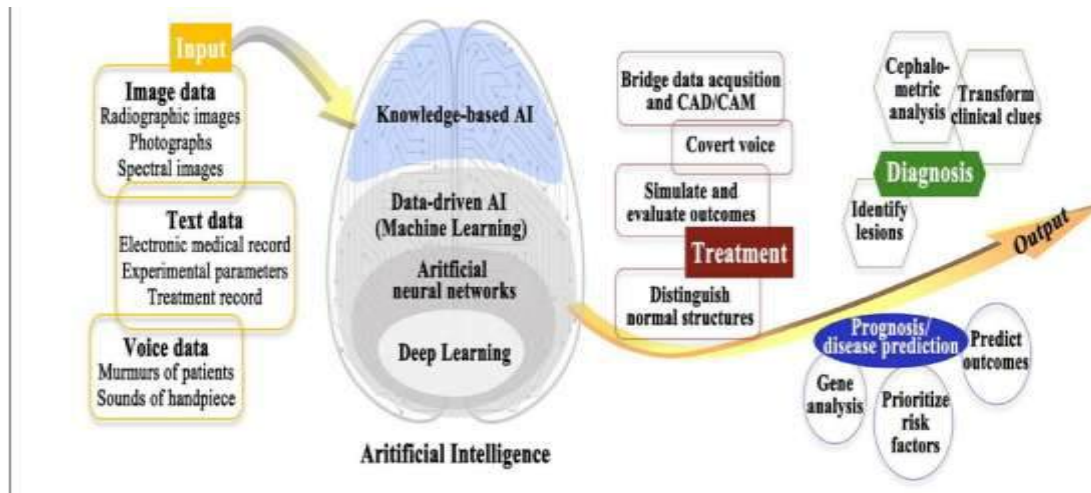 Input
Image data
Radiographic images
Photographs
Spectral images
Text data
Electronic medical record
Experimental parameters
Treatment record
Voice data
Murmurs of patients
Sounds of handpiece
Knowledge-based AI
Data-driven AI
(Machine Learning)
Aritficial
neural networks
Deep Learning
Aritificial Intelligence
Bridge data acqusition
and CAD/CAM
Covert voice
Simulate and
evaluate outcomes
Treatment
Distinguish
normal structures
Cephalo-
metric
analysis
Transform
clinical clues
Diagnosis
Identify
lesions
Output
Prognosis/
disease prediction
Predict
outcomes
Gene
analysis
Prioritize
risk
factors